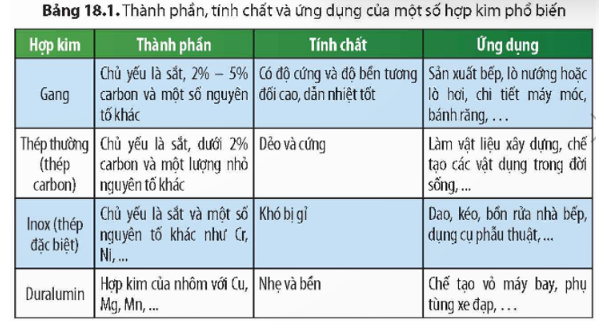 Bảng 18.1. Thành phần, tính chất và ứng dụng của một số hợp kim phổ biến
Hợp kim
Thành phần
Tính chất
Ứng dụng
Gang
Chủ yếu là sắt, 2% – 5%
carbon và một số nguyên
tố khác
Có độ cứng và độ bền tương
đối cao, dẫn nhiệt tốt
Sản xuất bếp, lò nướng hoặc
lò hơi, chi tiết máy móc,
bánh răng, ...
Thép thường
(thép
carbon)
Chủ yếu là sắt, dưới 2%
carbon và một lượng nhỏ
nguyên tố khác
Dẻo và cứng
Làm vật liệu xây dựng, chế
tạo các vật dụng trong đời
sống, ...
Inox (thép
đặc biệt)
Chủ yếu là sắt và một số
nguyên tố khác như Cr,
Ni, ...
Khó bị gỉ
Dao, kéo, bồn rửa nhà bếp,
dụng cụ phẫu thuật, ...
Duralumin
Hợp kim của nhôm với Cu,
Mg, Mn, ...
Nhẹ và bền
Chế tạo vỏ máy bay, phụ
tùng xe đạp, ...